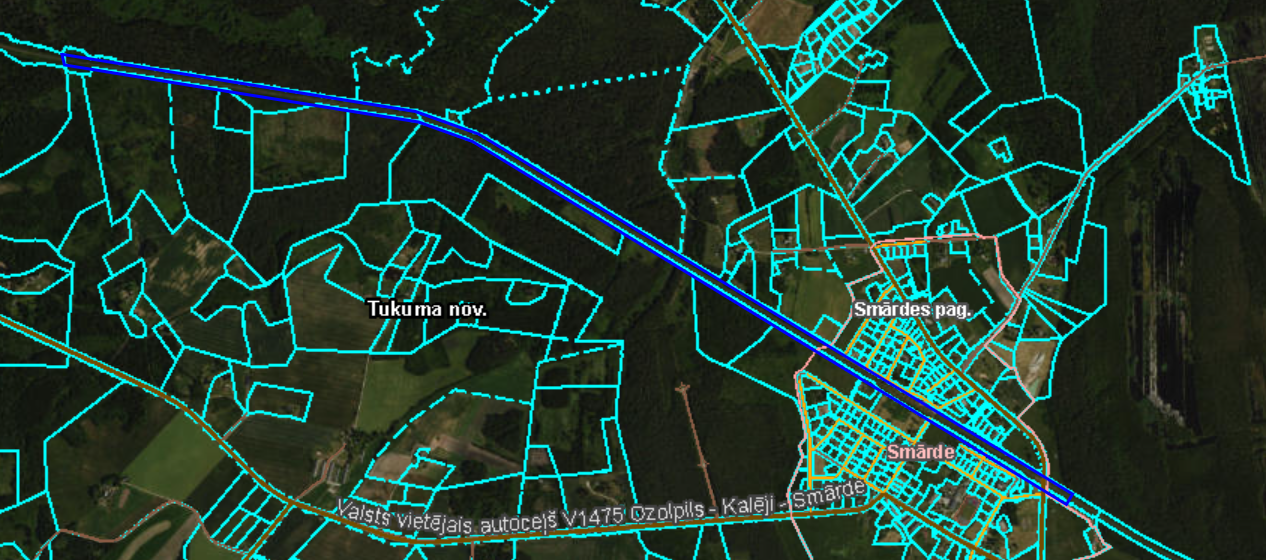 Tukuma nov.
Smārdes pag.
Smārde
Valsts vietējais autoceļš V1475 Ozolpils - Kalēji - Smārde